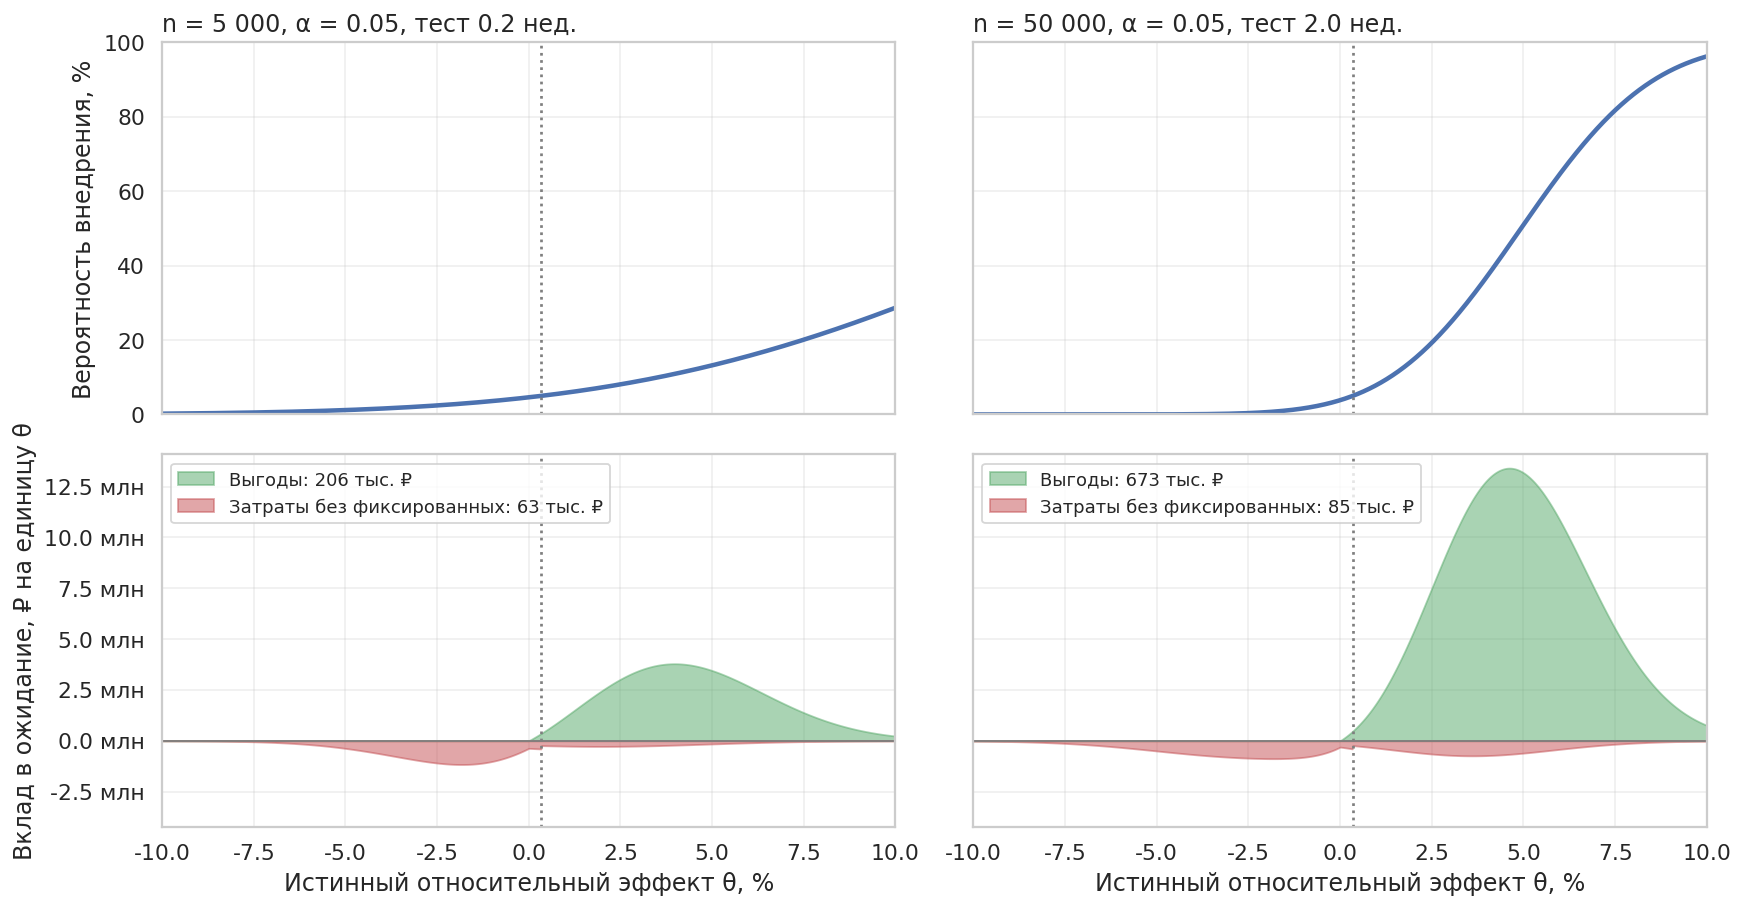 n = 5 000, α = 0.05, тест 0.2 нед.
n = 50 000, α = 0.05, тест 2.0 нед.
Вероятность внедрения, %
100
80
60
40
20
0
Вклад в ожидание, ₽ на единицу θ
12.5 млн
10.0 млн
7.5 млн
5.0 млн
2.5 млн
0.0 млн
-2.5 млн
Выгоды: 206 тыс. ₽
Затраты без фиксированных: 63 тыс. ₽
Выгоды: 673 тыс. ₽
Затраты без фиксированных: 85 тыс. ₽
-10.0 -7.5 -5.0 -2.5 0.0 2.5 5.0 7.5 10.0
-10.0 -7.5 -5.0 -2.5 0.0 2.5 5.0 7.5 10.0
Истинный относительный эффект θ, %
Истинный относительный эффект θ, %